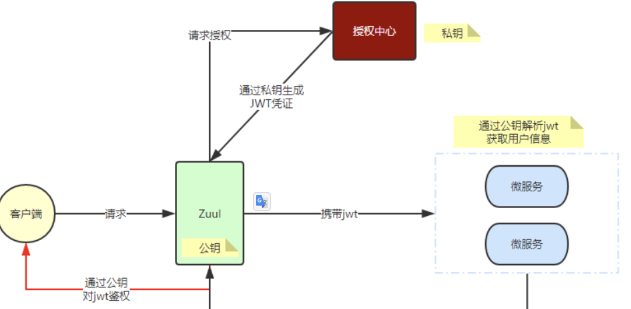 请求授权
授权中心
私钥
通过私钥生成
JWT凭证
通过公钥解析jwt
获取用户信息
微服务
客户端
请求
Zuul
携带jwt
公钥
微服务
通过公钥
对jwt鉴权